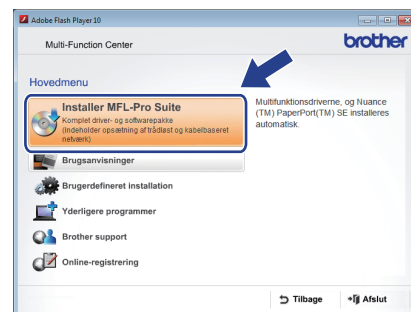 Adobe Flash Player 10
Multi-Function Center
brother
Hovedmenu
Installer MFL-Pro Suite
Komplet driver- og softwarepakke
(Indeholder opsætning af trådløst og kabelbaseret
netværk)
Multifunktionsdriverne, og Nuance
(TM) PaperPort(TM) SE installeres
automatisk.
Brugsanvisninger
Brugerdefineret installation
Yderligere programmer
Brother support
Online-registrering
Tilbage
Afslut